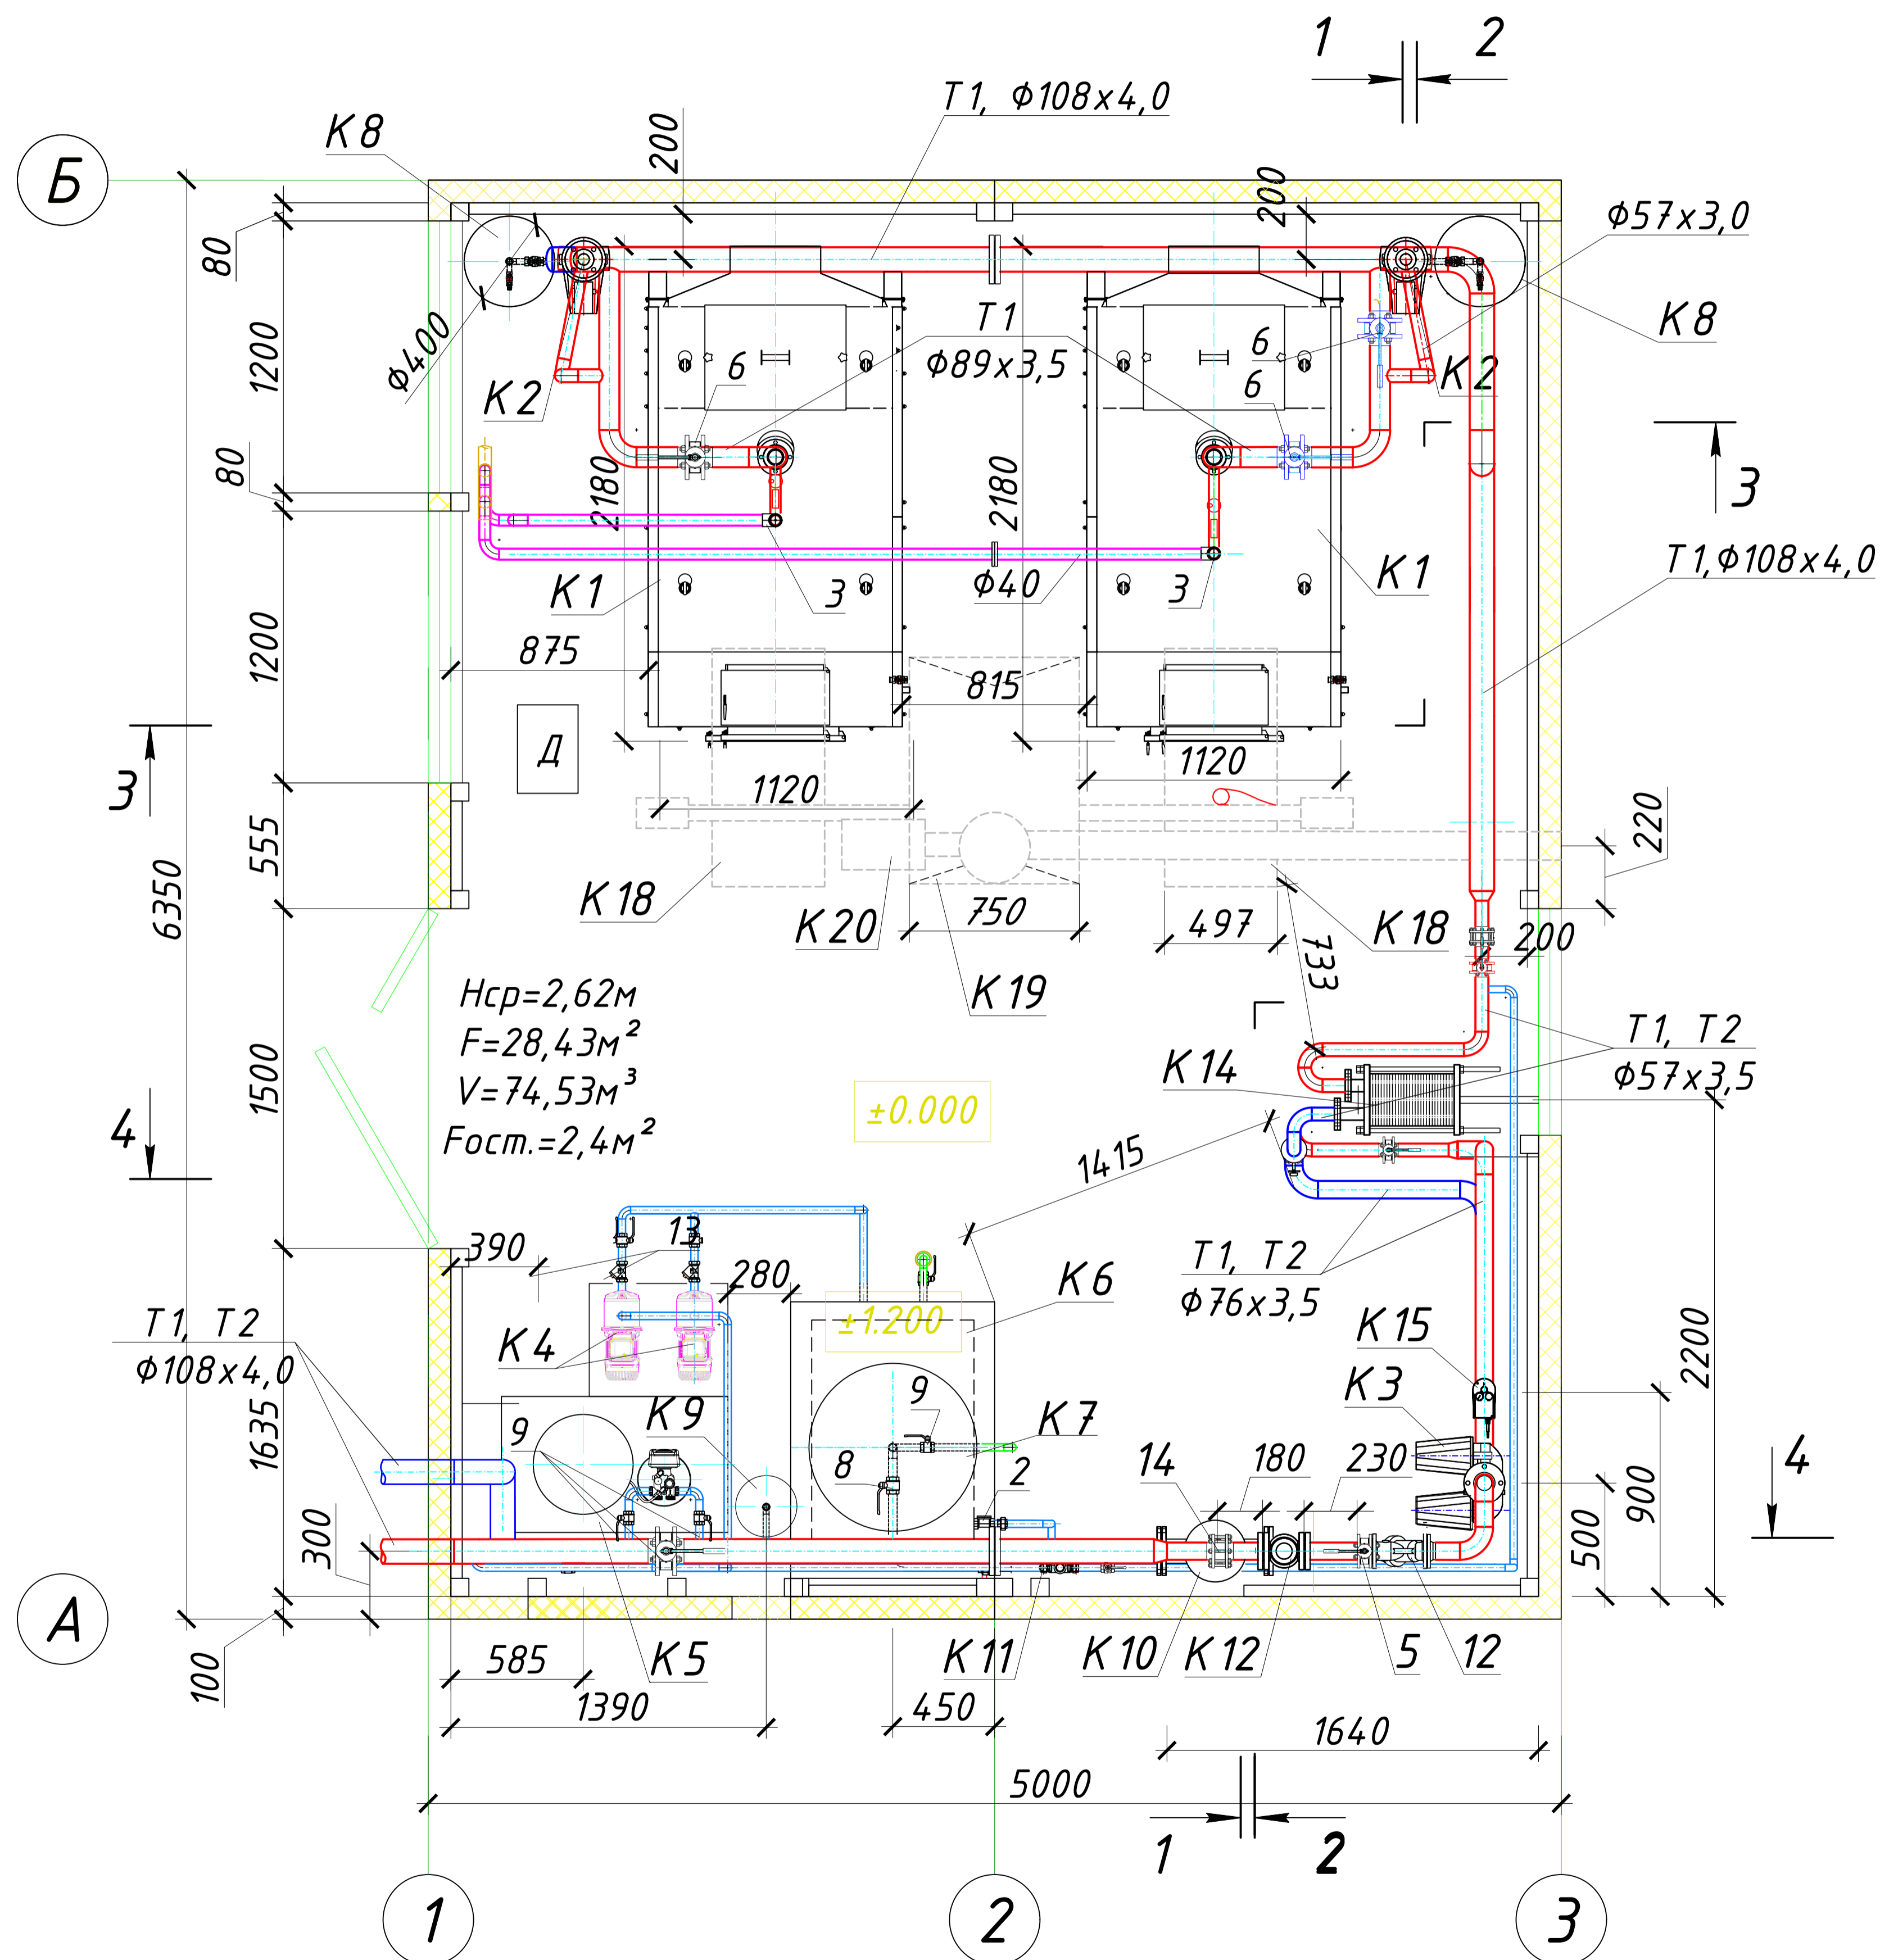 1 2
Т1, Ф108х4,0
К8
200
Б
200
Ф57х3,0
80
К8
1200
Ф400
Т1
Ф89х3,5
6
6
6
К2
К2
80
2180
2180
3
Т1,Ф108х4,0
К1
3
Ф40
3
К1
1200
875
815
Д
1120
1120
3
555
220
6350
К18
К20
750
497
К18
200
733
К19
Нср=2,62м
F=28,43м²
V=74,53м³
Fост.=2,4м²
Т1, Т2
Ф57х3,5
К14
±0.000
1500
4
1415
390
13
280
К6
Т1, Т2
Ф76х3,5
±1.200
Т1, Т2
Ф108х4,0
К4
К15
2200
К3
9
К9
9
К7
1635
8
2
14
180
230
4
300
500
900
А
100
585
К5
К11
К10
К12
5
12
1390
450
1640
5000
1 2
1
2
3